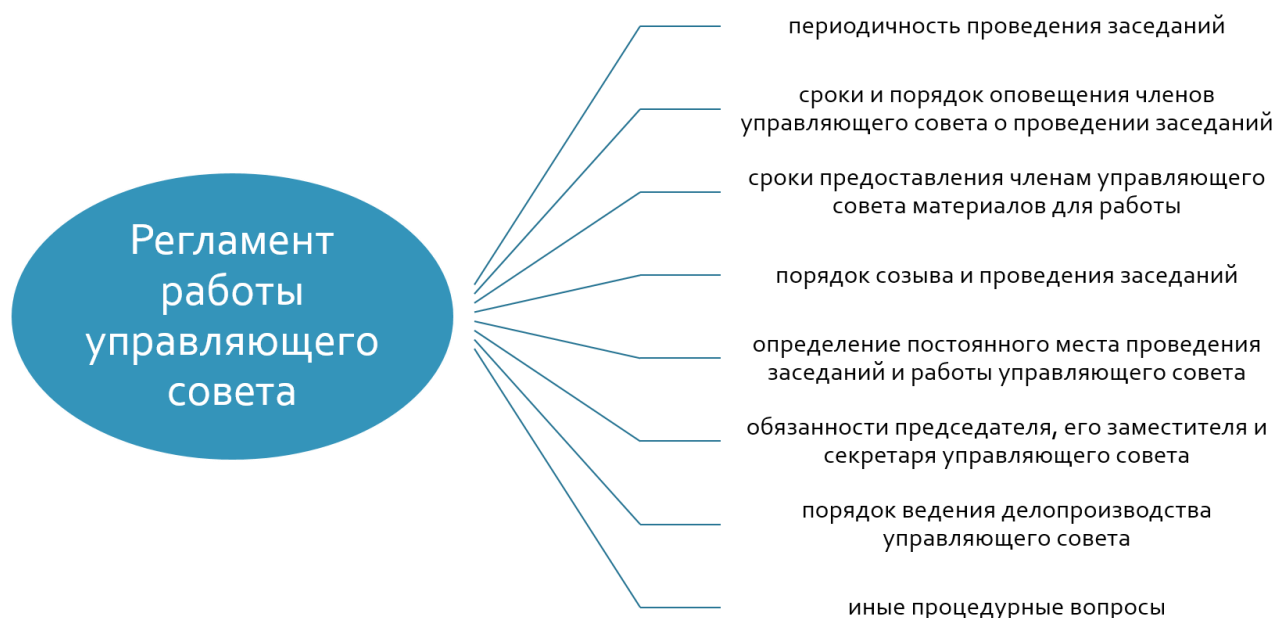 Регламент
работы
управляющего
совета
периодичность проведения заседаний
сроки и порядок оповещения членов
управляющего совета о проведении заседаний
сроки предоставления членам управляющего
совета материалов для работы
порядок созыва и проведения заседаний
определение постоянного места проведения
заседаний и работы управляющего совета
обязанности председателя, его заместителя и
секретаря управляющего совета
порядок ведения делопроизводства
управляющего совета
иные процедурные вопросы